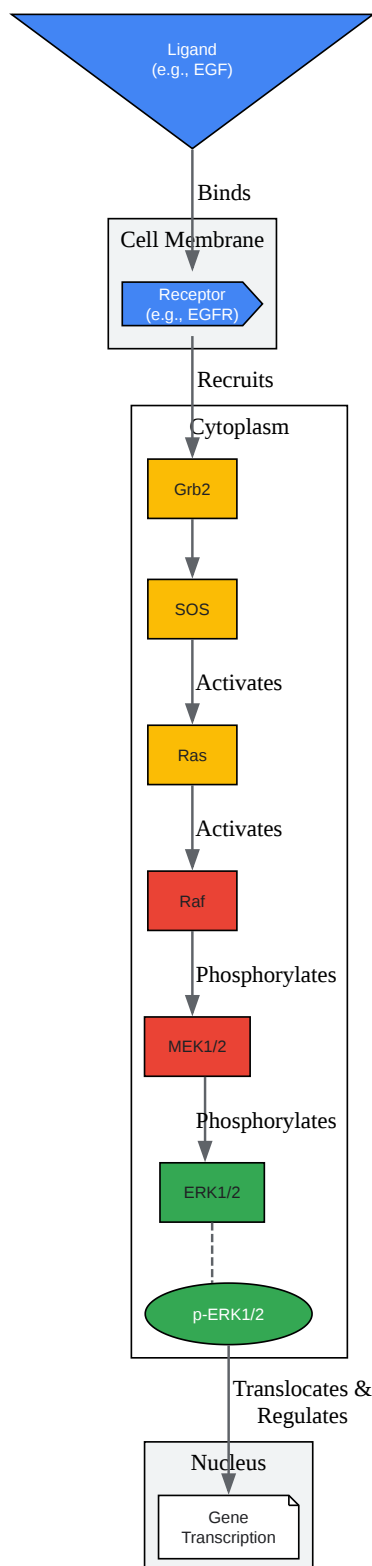 Ligand
(e.g., EGF)
Binds
Cell Membrane
Receptor
(e.g., EGFR)
Recruits
Cytoplasm
Grb2
SOS
Activates
Ras
Activates
Raf
Phosphorylates
MEK1/2
Phosphorylates
ERK1/2
p-ERK1/2
Translocates &
Regulates
Nucleus
Gene
Transcription